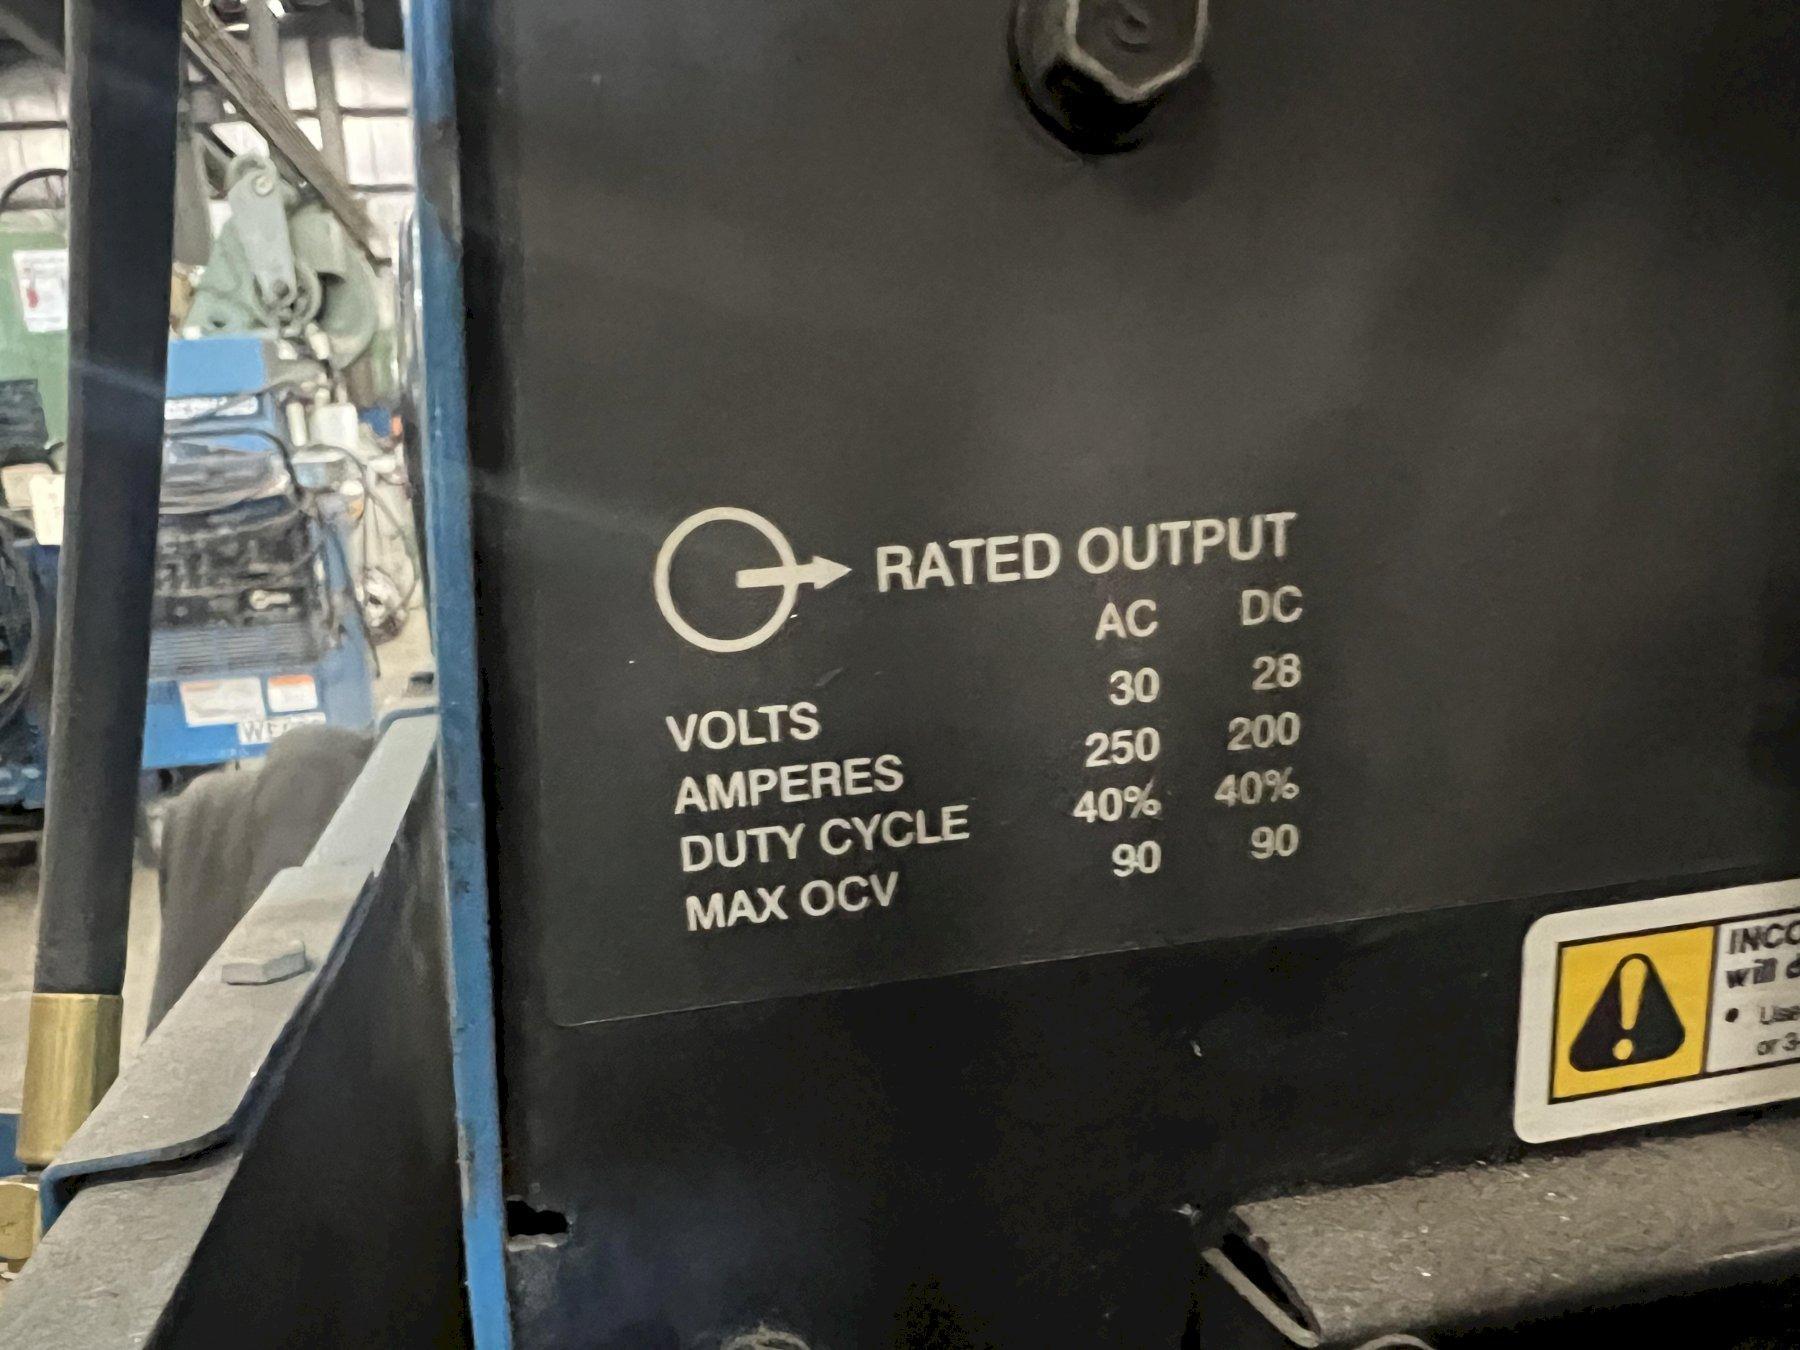 RATED OUTPUT
AC DC
VOLTS 30 28
AMPERES 250 200
DUTY CYCLE 40% 40%
MAX OCV 90 90
INCO
will d
• Use
or 3-